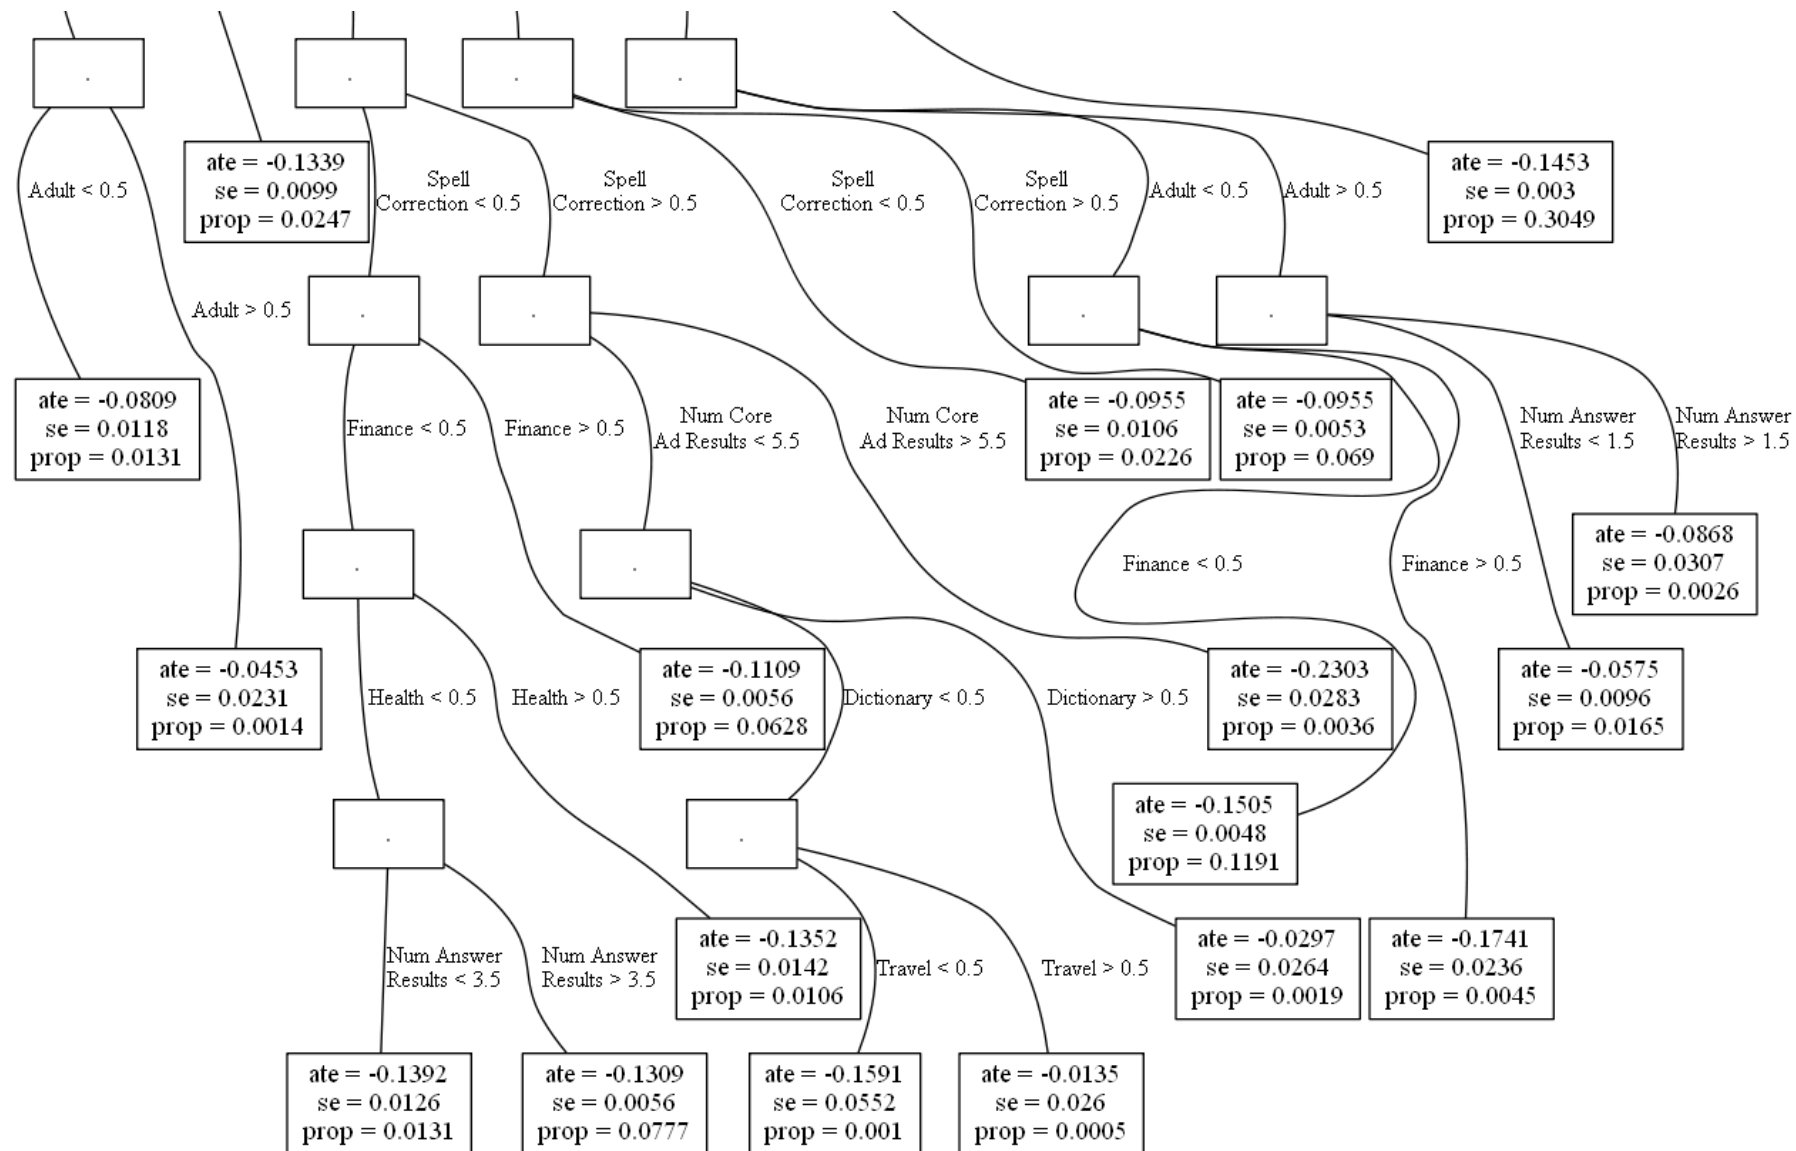 ate = -0.1339
se = 0.0099
prop = 0.0247
ate = -0.1453
se = 0.003
prop = 0.3049
Adult < 0.5
Spell
Correction < 0.5
Spell
Correction > 0.5
Spell
Correction < 0.5
Spell
Correction > 0.5
Adult < 0.5
Adult > 0.5
Adult > 0.5
ate = -0.0809
se = 0.0118
prop = 0.0131
Finance < 0.5
Finance > 0.5
Num Core
Ad Results < 5.5
Num Core
Ad Results > 5.5
ate = -0.0955
se = 0.0106
prop = 0.0226
ate = -0.0955
se = 0.0053
prop = 0.069
Num Answer
Results < 1.5
Num Answer
Results > 1.5
Finance < 0.5
Finance > 0.5
ate = -0.0868
se = 0.0307
prop = 0.0026
ate = -0.0453
se = 0.0231
prop = 0.0014
Health < 0.5
Health > 0.5
ate = -0.1109
se = 0.0056
prop = 0.0628
Dictionary < 0.5
Dictionary > 0.5
ate = -0.2303
se = 0.0283
prop = 0.0036
ate = -0.0575
se = 0.0096
prop = 0.0165
ate = -0.1505
se = 0.0048
prop = 0.1191
Num Answer
Results < 3.5
Num Answer
Results > 3.5
ate = -0.1352
se = 0.0142
prop = 0.0106
Travel < 0.5
Travel > 0.5
ate = -0.0297
se = 0.0264
prop = 0.0019
ate = -0.1741
se = 0.0236
prop = 0.0045
ate = -0.1392
se = 0.0126
prop = 0.0131
ate = -0.1309
se = 0.0056
prop = 0.0777
ate = -0.1591
se = 0.0552
prop = 0.001
ate = -0.0135
se = 0.026
prop = 0.0005